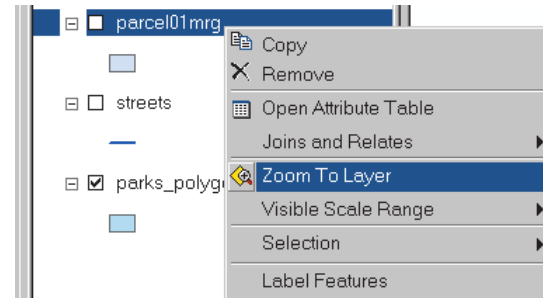 parcel01mrg
Copy
Remove
streets
Open Attribute Table
Joins and Relates
Zoom To Layer
parks_polyg
Visible Scale Range
Selection
Label Features